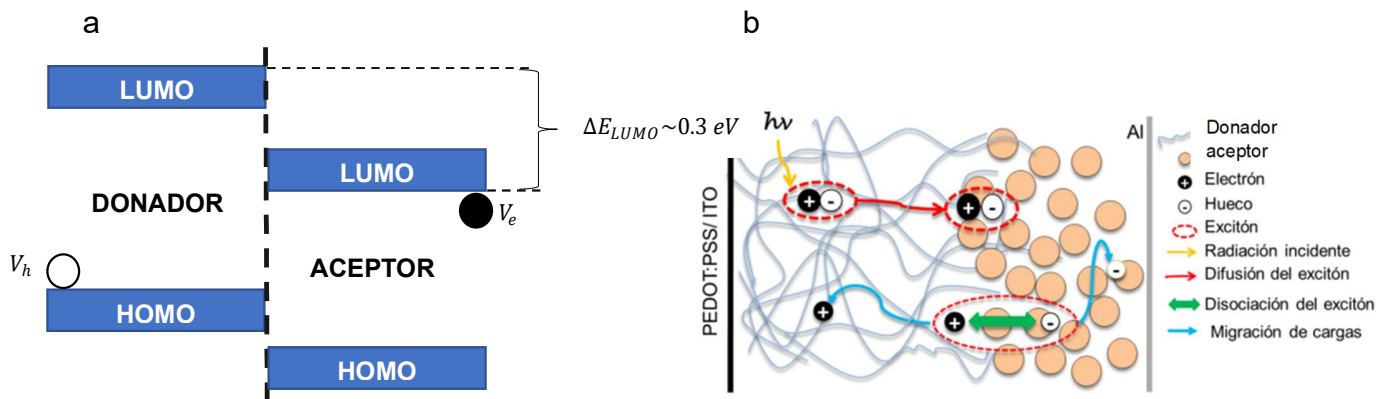 a
LUMO
LUMO
DONADOR
ACEPTOR
HOMO
HOMO
V_h
V_e
ΔE_LUMO ~0.3 eV
b
hν
PEDOT:PSS/ ITO
Al
+ -
+ -
+
+ -
-
Donador
aceptor
+ Electrón
- Hueco
Excitón
Radiación incidente
Difusión del excitón
Disociación del excitón
Migración de cargas